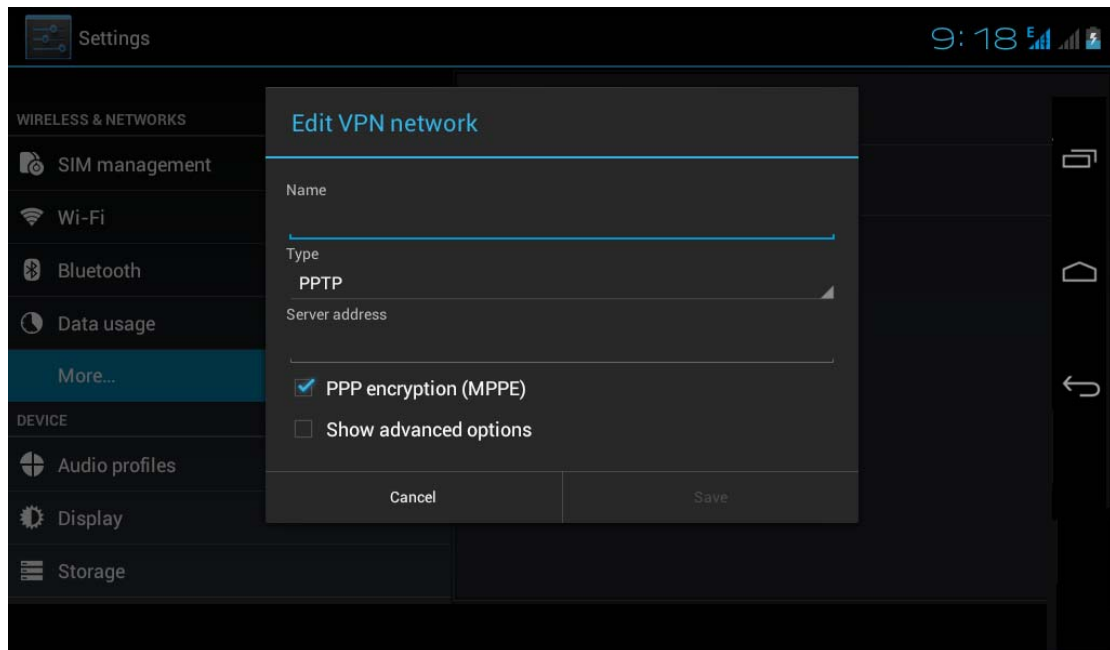 Settings
9:18 E
WIRELESS & NETWORKS
SIM management
Wi-Fi
Bluetooth
Data usage
More...
DEVICE
Audio profiles
Display
Storage
Edit VPN network
Name
Type
PPTP
Server address
PPP encryption (MPPE)
Show advanced options
Cancel
Save